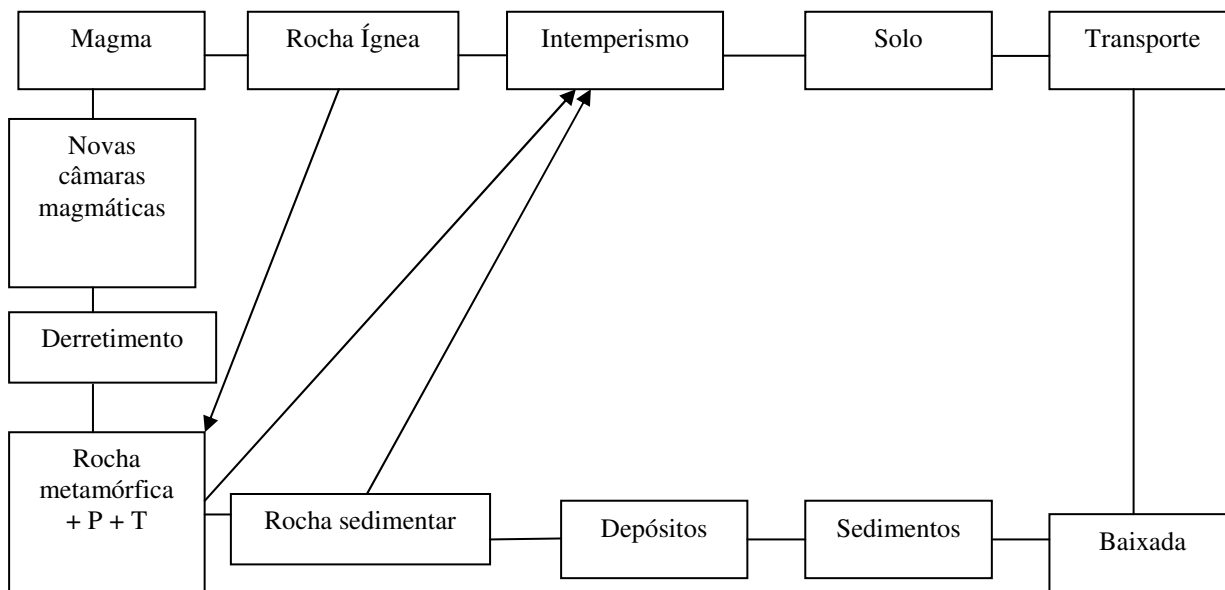 Magma
Rocha Ígnea
Intemperismo
Solo
Transporte
Novas
câmaras
magmáticas
Derretimento
Rocha
metamórfica
+ P + T
Rocha sedimentar
Depósitos
Sedimentos
Baixada